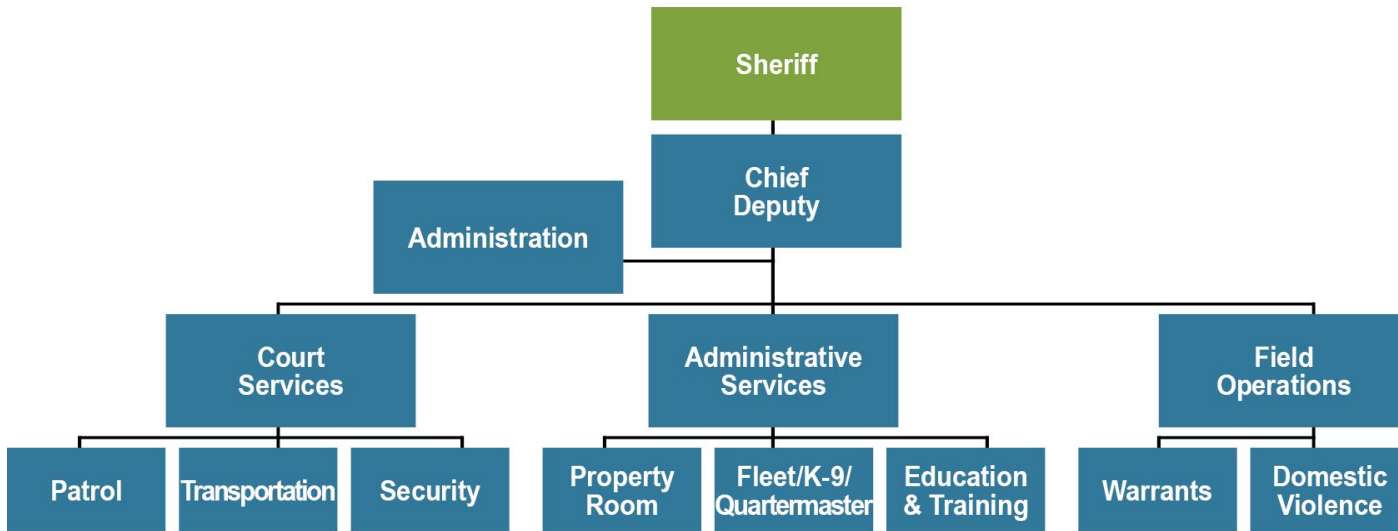 Sheriff
Chief
Deputy
Administration
Court
Services
Administrative
Services
Field
Operations
Patrol
Transportation
Security
Property
Room
Fleet/K-9/
Quartermaster
Education
& Training
Warrants
Domestic
Violence